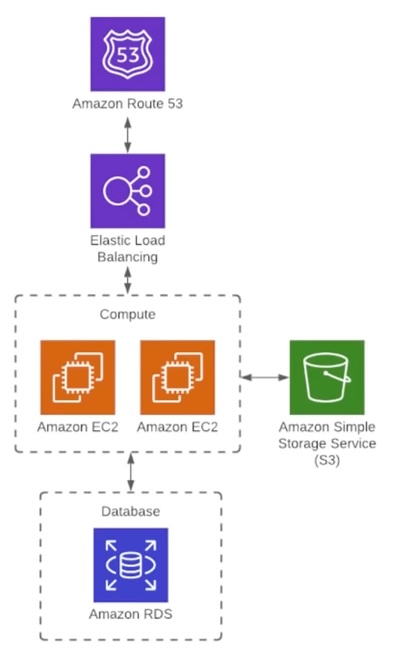 53
Amazon Route 53
Elastic Load
Balancing
Compute
Amazon EC2
Amazon EC2
Amazon Simple
Storage Service
(S3)
Database
Amazon RDS